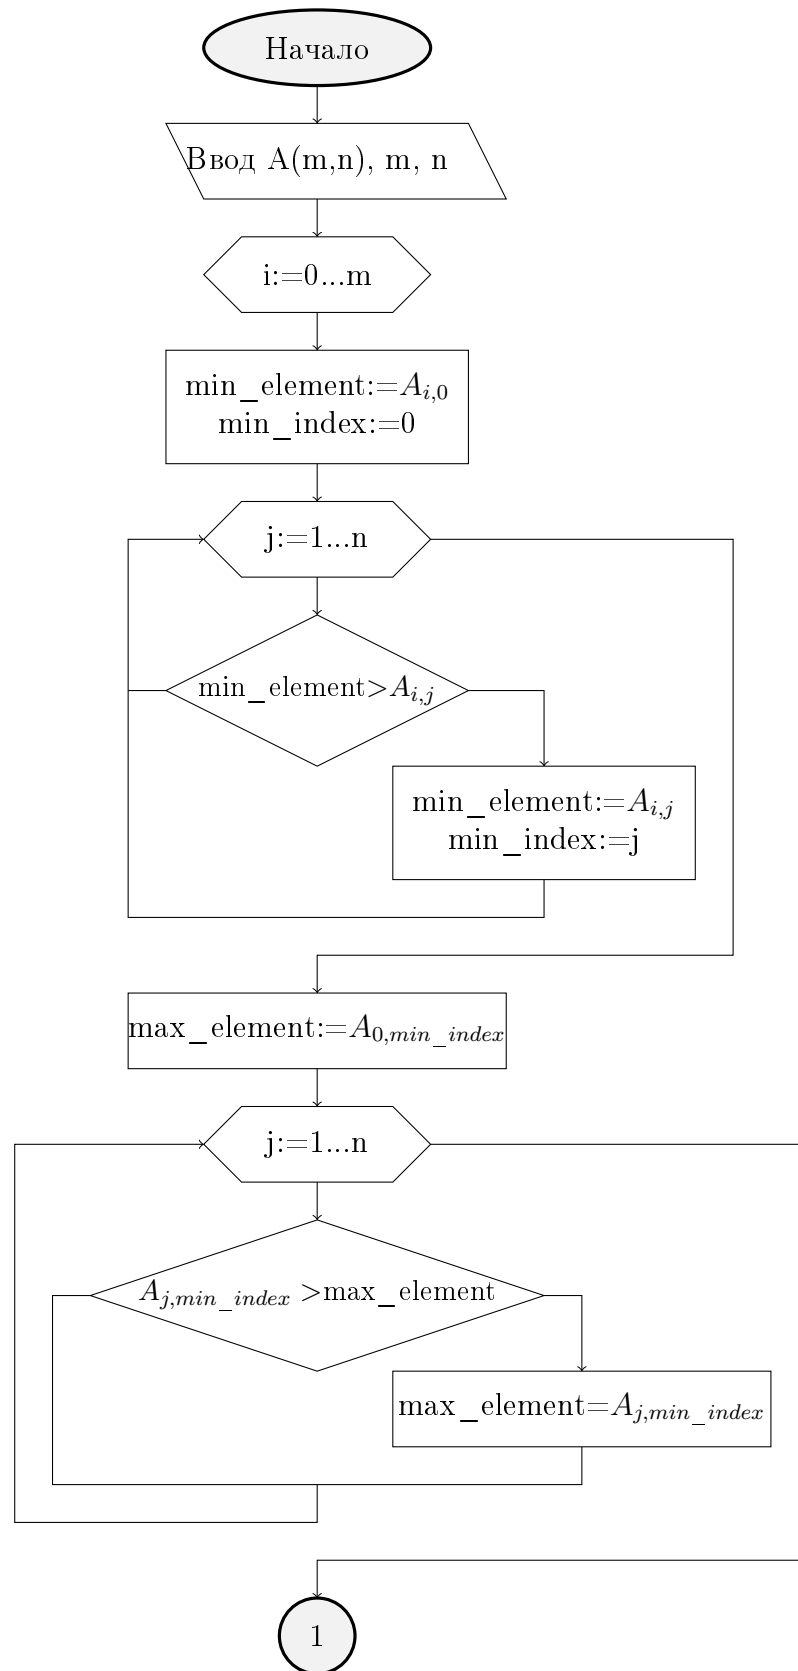 Начало
Ввод A(m,n), m, n
i:=0...m
min_element:=A_{i,0}
min_index:=0
j:=1...n
min_element>A_{i,j}
min_element:=A_{i,j}
min_index:=j
max_element:=A_{0,min_index}
j:=1...n
A_{j,min_index} >max_element
max_element=A_{j,min_index}
1